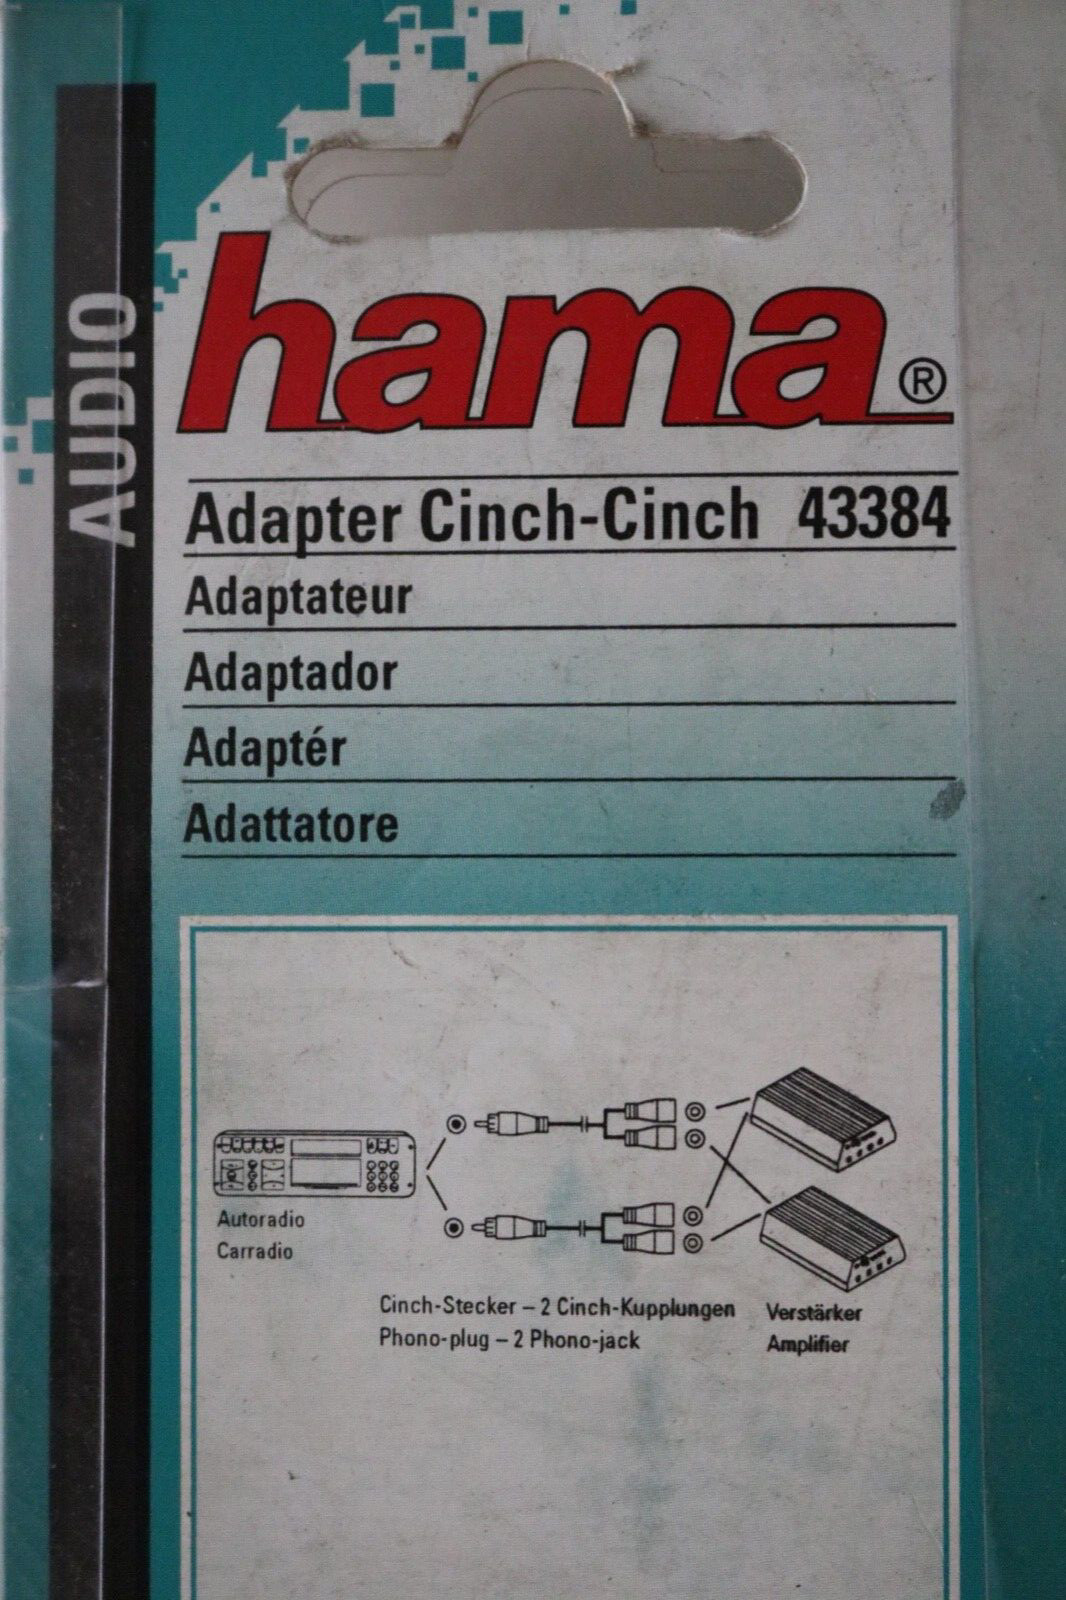 AUDIO
hama®
Adapter Cinch-Cinch 43384
Adaptateur
Adaptador
Adaptér
Adattatore
Autoradio
Carradio
Cinch-Stecker – 2 Cinch-Kupplungen
Phono-plug – 2 Phono-jack
Verstärker
Amplifier